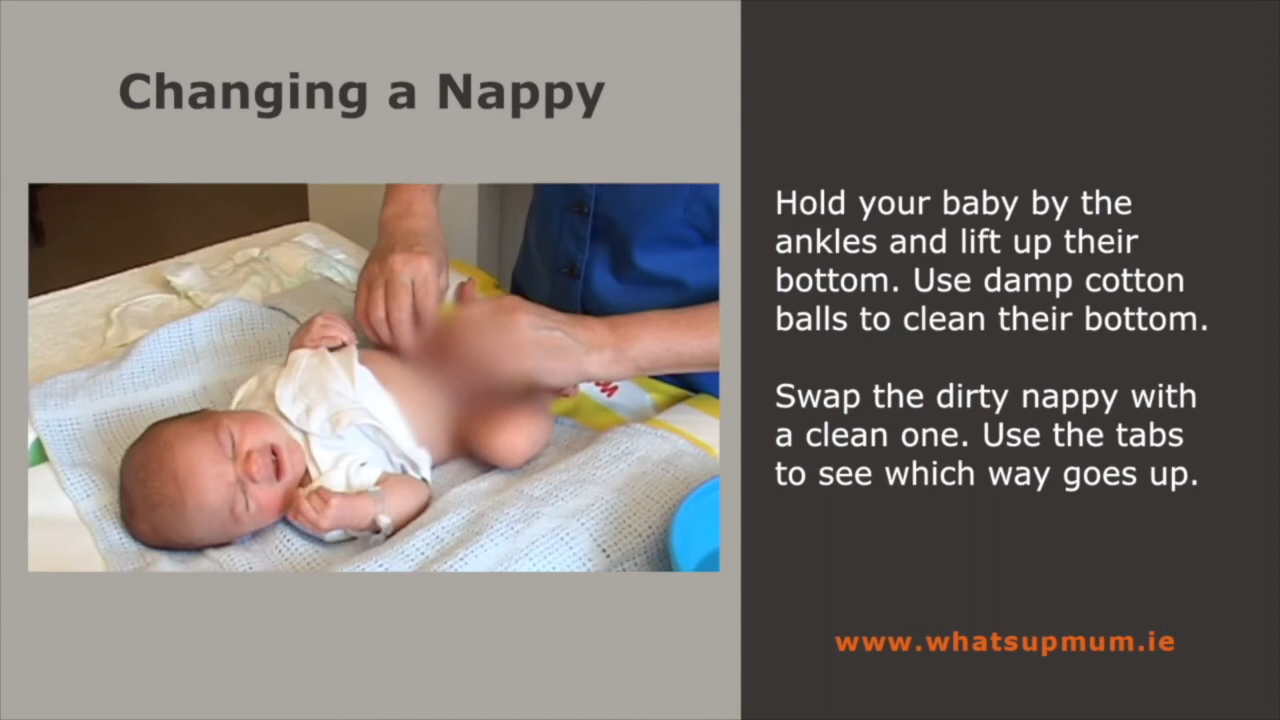 Changing a Nappy
Hold your baby by the
ankles and lift up their
bottom. Use damp cotton
balls to clean their bottom.
Swap the dirty nappy with
a clean one. Use the tabs
to see which way goes up.
www.whatsupmum.ie